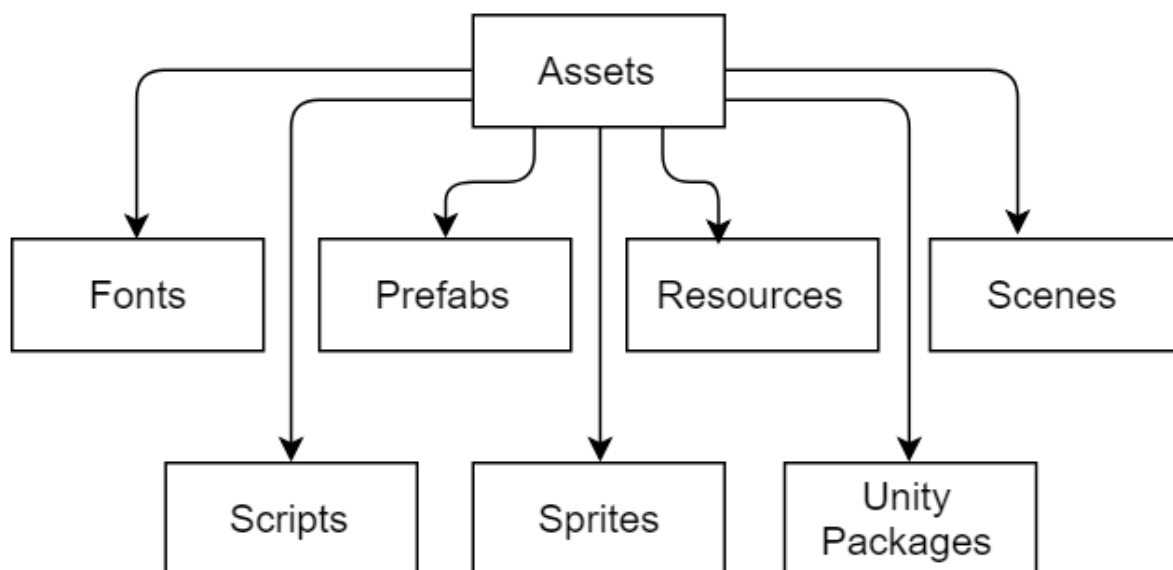 Assets
Fonts
Prefabs
Resources
Scenes
Scripts
Sprites
Unity
Packages